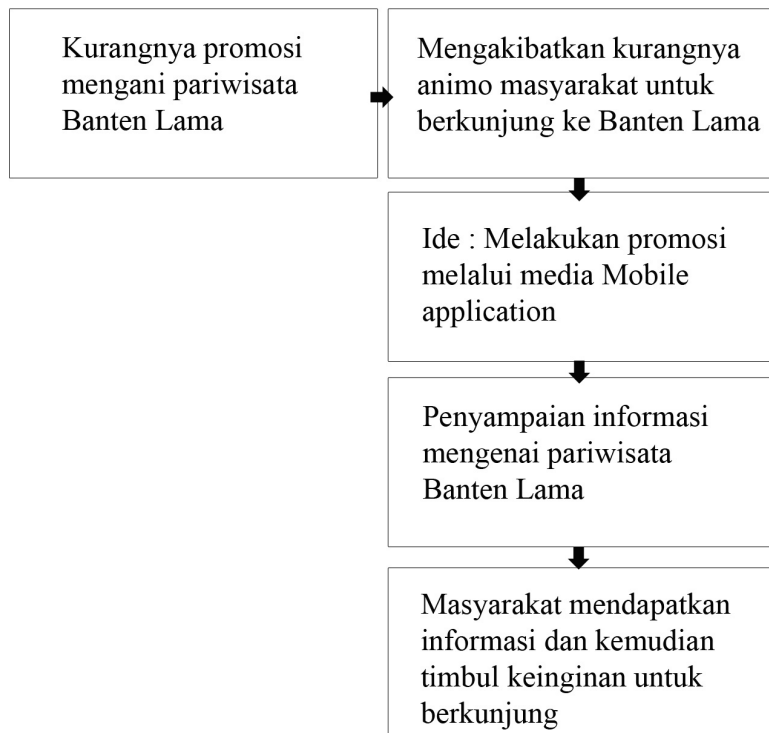 Kurangnya promosi
mengani pariwisata
Banten Lama
Mengakibatkan kurangnya
animo masyarakat untuk
berkunjung ke Banten Lama
Ide : Melakukan promosi
melalui media Mobile
application
Penyampaian informasi
mengenai pariwisata
Banten Lama
Masyarakat mendapatkan
informasi dan kemudian
timbul keinginan untuk
berkunjung